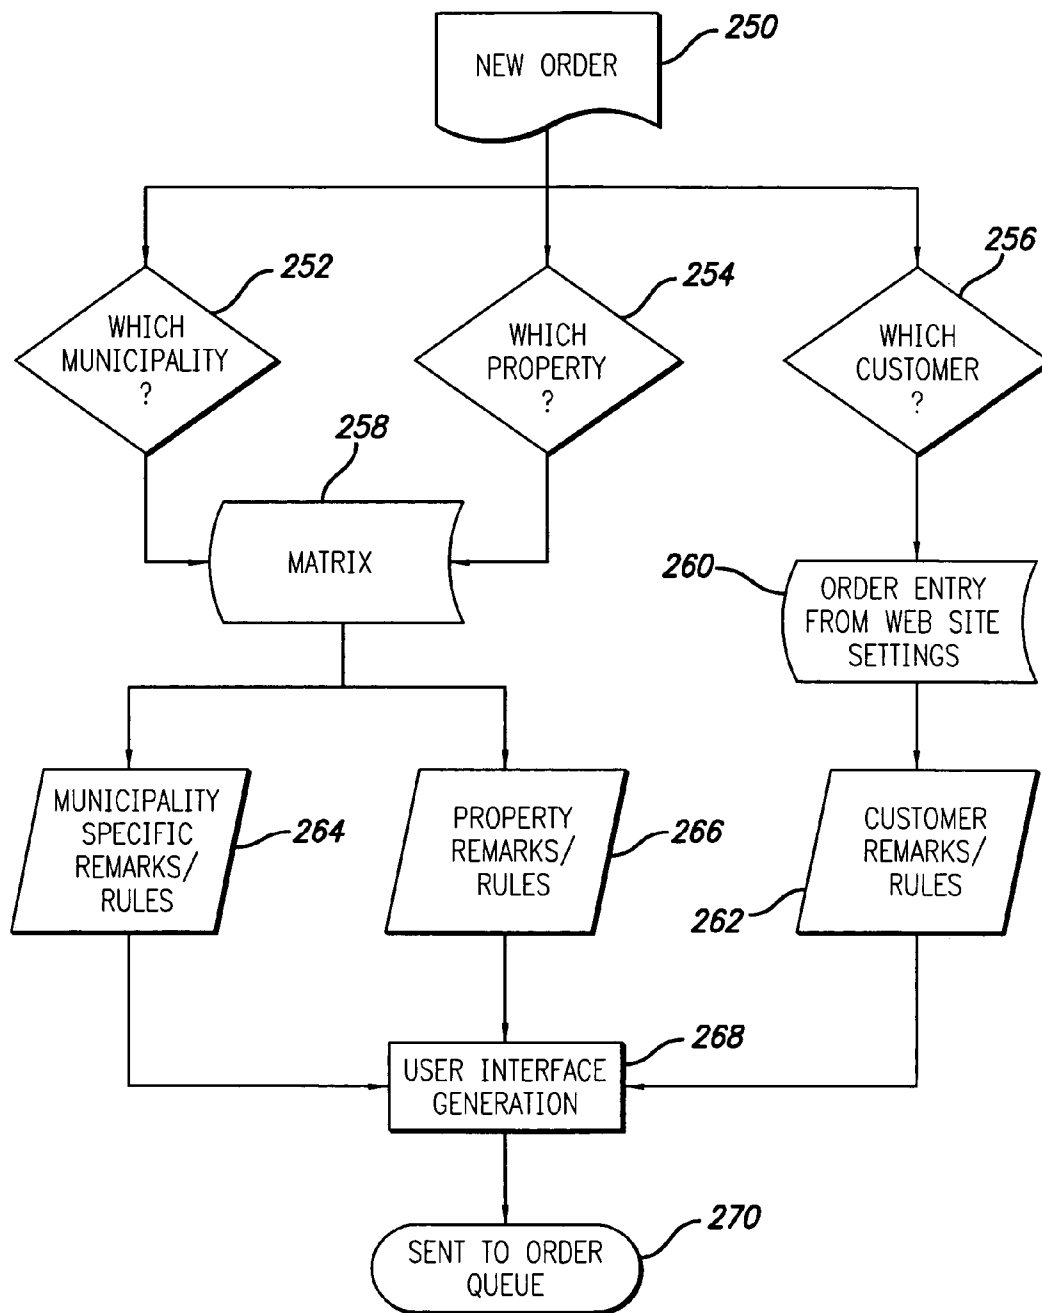 250
NEW ORDER
252
254
256
WHICH
MUNICIPALITY
?
WHICH
PROPERTY
?
WHICH
CUSTOMER
?
258
MATRIX
260
ORDER ENTRY
FROM WEB SITE
SETTINGS
MUNICIPALITY
SPECIFIC
REMARKS/
RULES
264
PROPERTY
REMARKS/
RULES
266
CUSTOMER
REMARKS/
RULES
262
268
USER INTERFACE
GENERATION
270
SENT TO ORDER
QUEUE